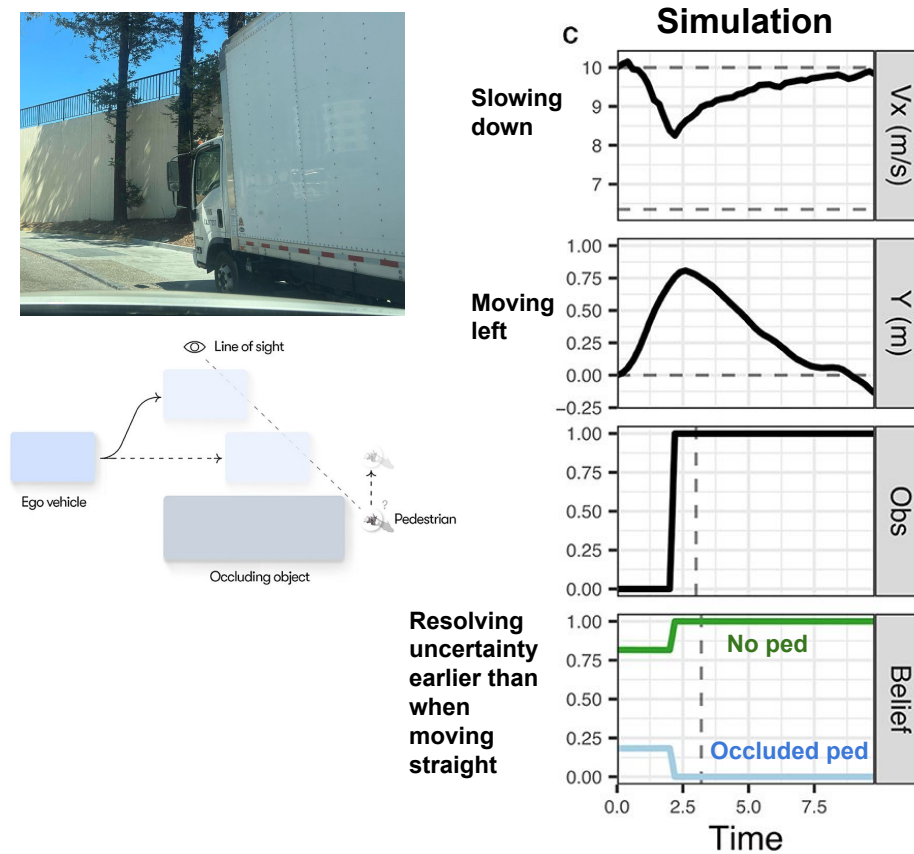 C
Simulation
Slowing
down
10
9
8
7
Vx (m/s)
Moving
left
1.00
0.75
0.50
0.25
0.00
-0.25
Y (m)
Line of sight
Ego vehicle
?
Pedestrian
Occluding object
1.00
0.75
0.50
0.25
0.00
Obs
Resolving
uncertainty
earlier than
when
moving
straight
1.00
0.75
0.50
0.25
0.00
No ped
Occluded ped
Belief
0.0
2.5
5.0
7.5
Time